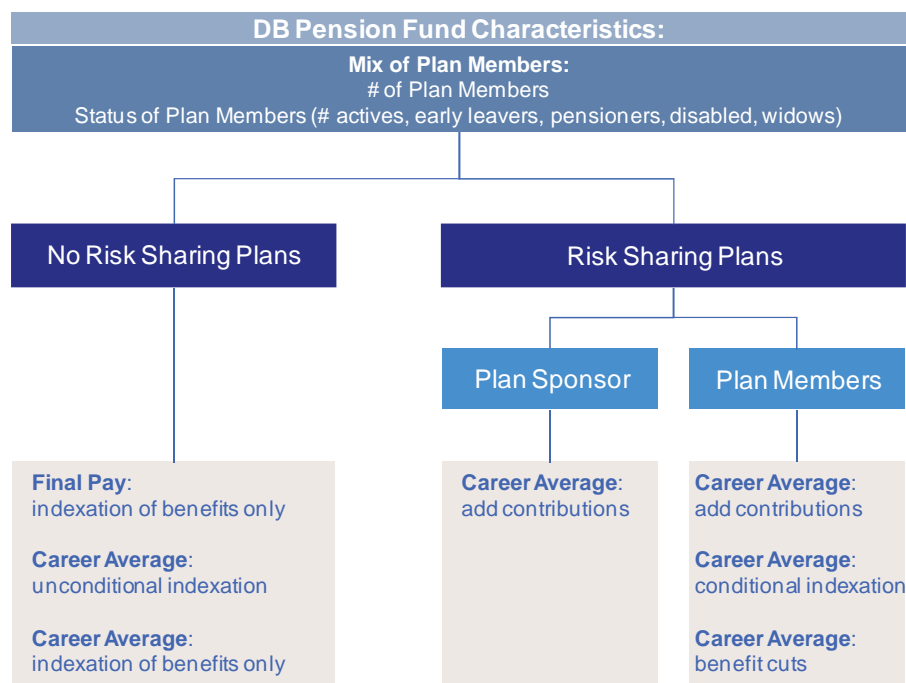 DB Pension Fund Characteristics:
Mix of Plan Members:
# of Plan Members
Status of Plan Members (# actives, early leavers, pensioners, disabled, widows)
No Risk Sharing Plans
Risk Sharing Plans
Plan Sponsor
Plan Members
Final Pay:
indexation of benefits only
Career Average:
unconditional indexation
Career Average:
indexation of benefits only
Career Average:
add contributions
Career Average:
add contributions
Career Average:
conditional indexation
Career Average:
benefit cuts